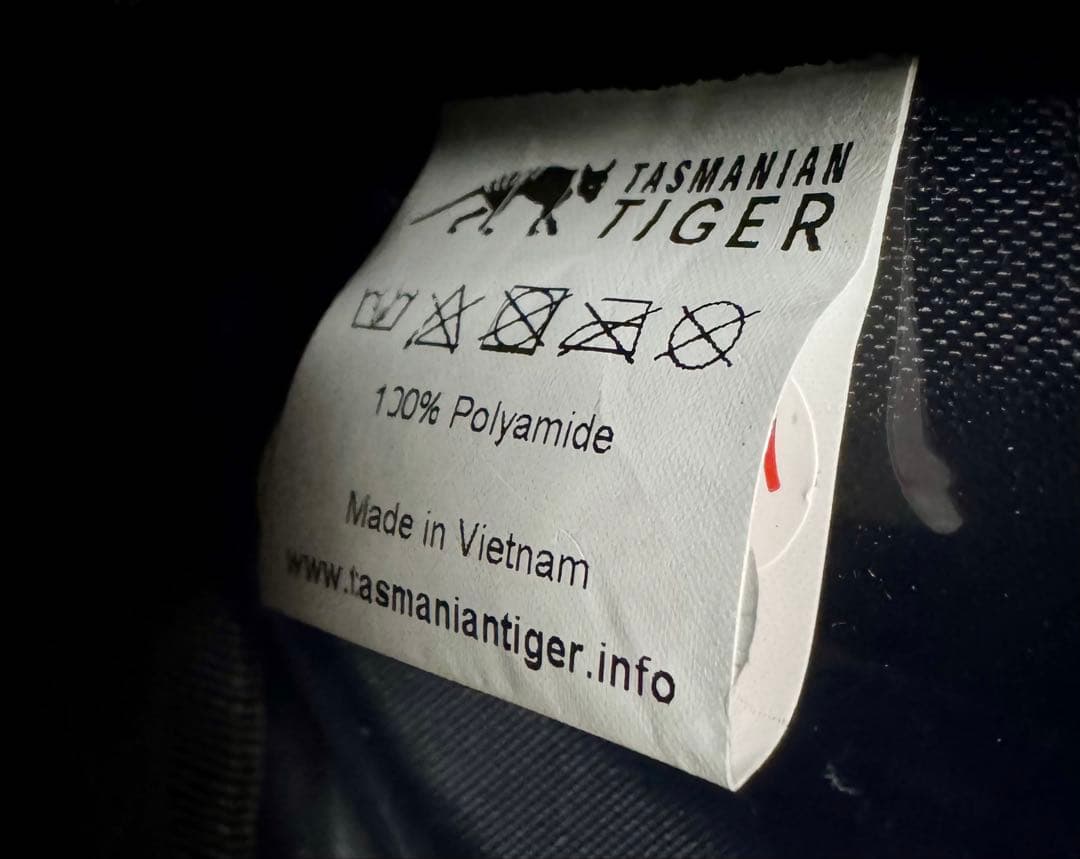 TASMANIAN
TIGER
100% Polyamide
Made in Vietnam
www.tasmaniantiger.info